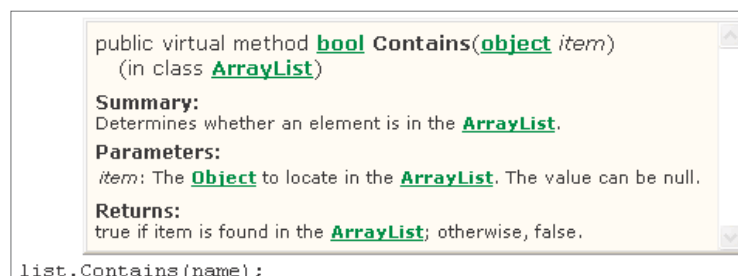 public virtual method bool Contains(object item)
(in class ArrayList)
Summary:
Determines whether an element is in the ArrayList.
Parameters:
item: The Object to locate in the ArrayList. The value can be null.
Returns:
true if item is found in the ArrayList; otherwise, false.
list.Contains(name);